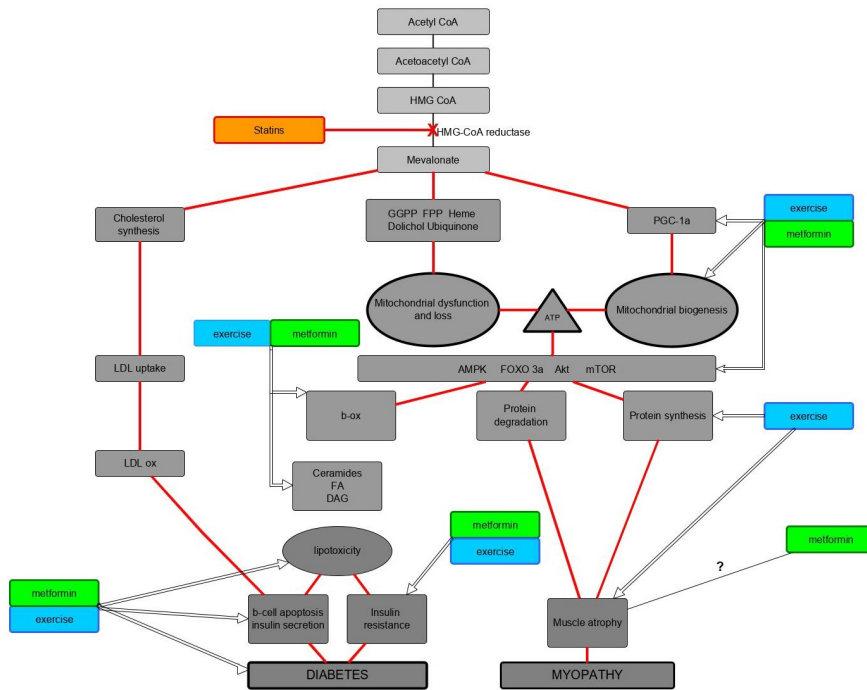 Acetyl CoA
Acetoacetyl CoA
HMG CoA
Statins
X
HMG-CoA reductase
Mevalonate
Cholesterol
synthesis
GGPP FPP Heme
Dolichol Ubiquinone
PGC-1a
exercise
metformin
Mitochondrial dysfunction
and loss
ATP
Mitochondrial biogenesis
exercise metformin
LDL uptake
AMPK FOXO 3a Akt mTOR
b-ox
Protein
degradation
Protein synthesis
exercise
LDL ox
Ceramides
FA
DAG
metformin
exercise
metformin
?
lipotoxicity
metformin
exercise
b-cell apoptosis
insulin secretion
Insulin
resistance
Muscle atrophy
DIABETES
MYOPATHY